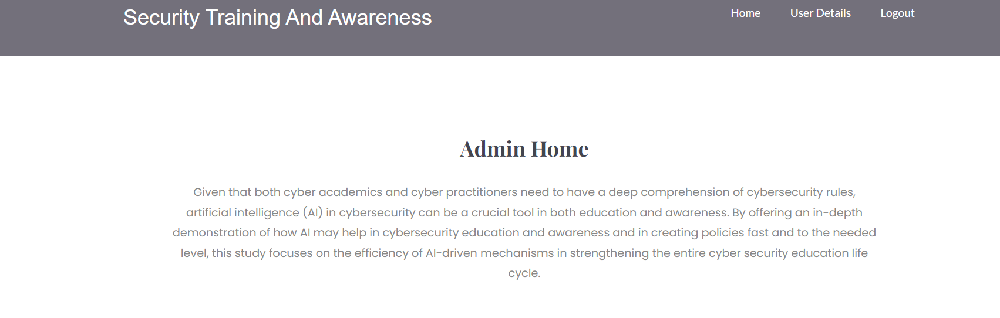 Security Training And Awareness
Home
User Details
Logout
Admin Home
Given that both cyber academics and cyber practitioners need to have a deep comprehension of cybersecurity rules,
artificial intelligence (AI) in cybersecurity can be a crucial tool in both education and awareness. By offering an in-depth
demonstration of how AI may help in cybersecurity education and awareness and in creating policies fast and to the needed
level, this study focuses on the efficiency of AI-driven mechanisms in strengthening the entire cyber security education life
cycle.